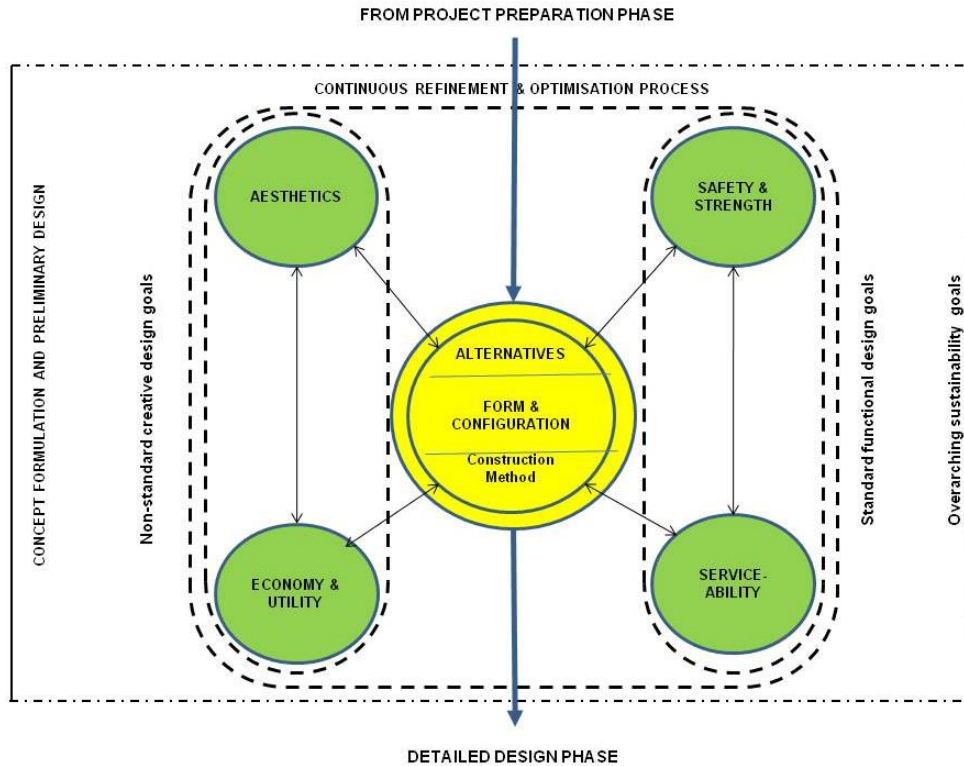 FROM PROJECT PREPARATION PHASE
CONTINUOUS REFINEMENT & OPTIMISATION PROCESS
CONCEPT FORMULATION AND PRELIMINARY DESIGN
Non-standard creative design goals
AESTHETICS
ECONOMY &
UTILITY
ALTERNATIVES
FORM &
CONFIGURATION
Construction
Method
SAFETY &
STRENGTH
SERVICE-
ABILITY
Standard functional design goals
Overarching sustainability goals
DETAILED DESIGN PHASE